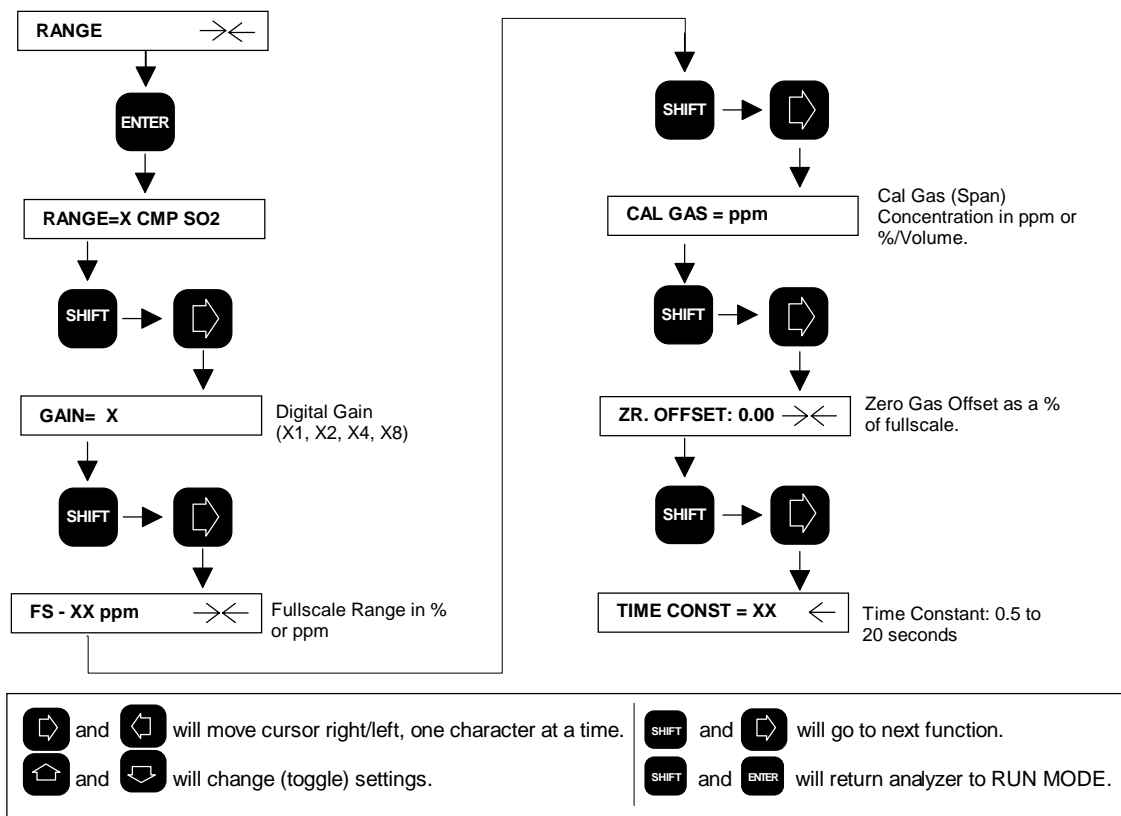 RANGE
ENTER
RANGE=X CMP SO2
SHIFT
GAIN= X
Digital Gain
(X1, X2, X4, X8)
SHIFT
FS - XX ppm
Fullscale Range in %
or ppm
SHIFT
CAL GAS = ppm
Cal Gas (Span)
Concentration in ppm or
%/Volume.
SHIFT
ZR. OFFSET: 0.00
Zero Gas Offset as a %
of fullscale.
SHIFT
TIME CONST = XX
Time Constant: 0.5 to
20 seconds
and will move cursor right/left, one character at a time.
and will change (toggle) settings.
SHIFT and will go to next function.
SHIFT and ENTER will return analyzer to RUN MODE.